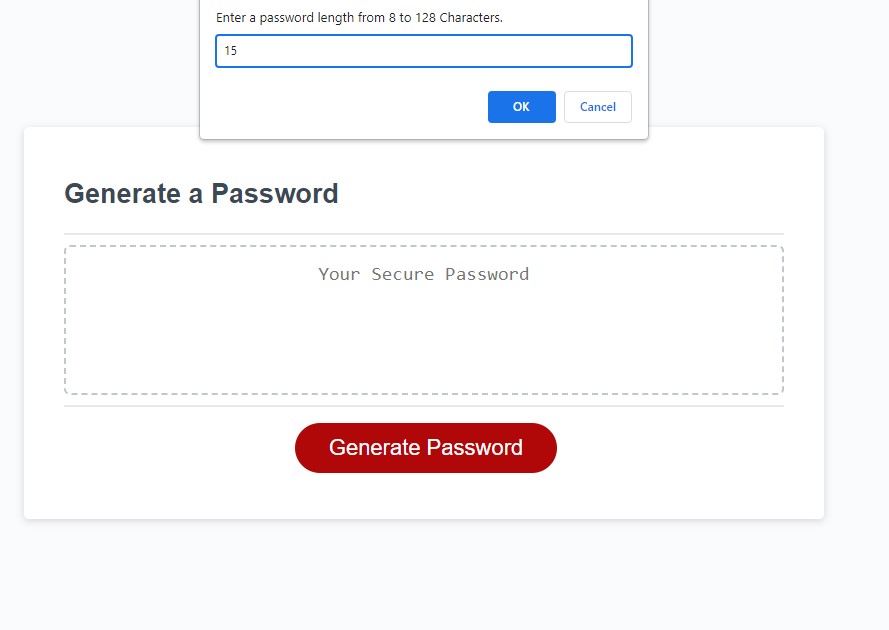 Enter a password length from 8 to 128 Characters.
15
OK Cancel
Generate a Password
Your Secure Password
Generate Password